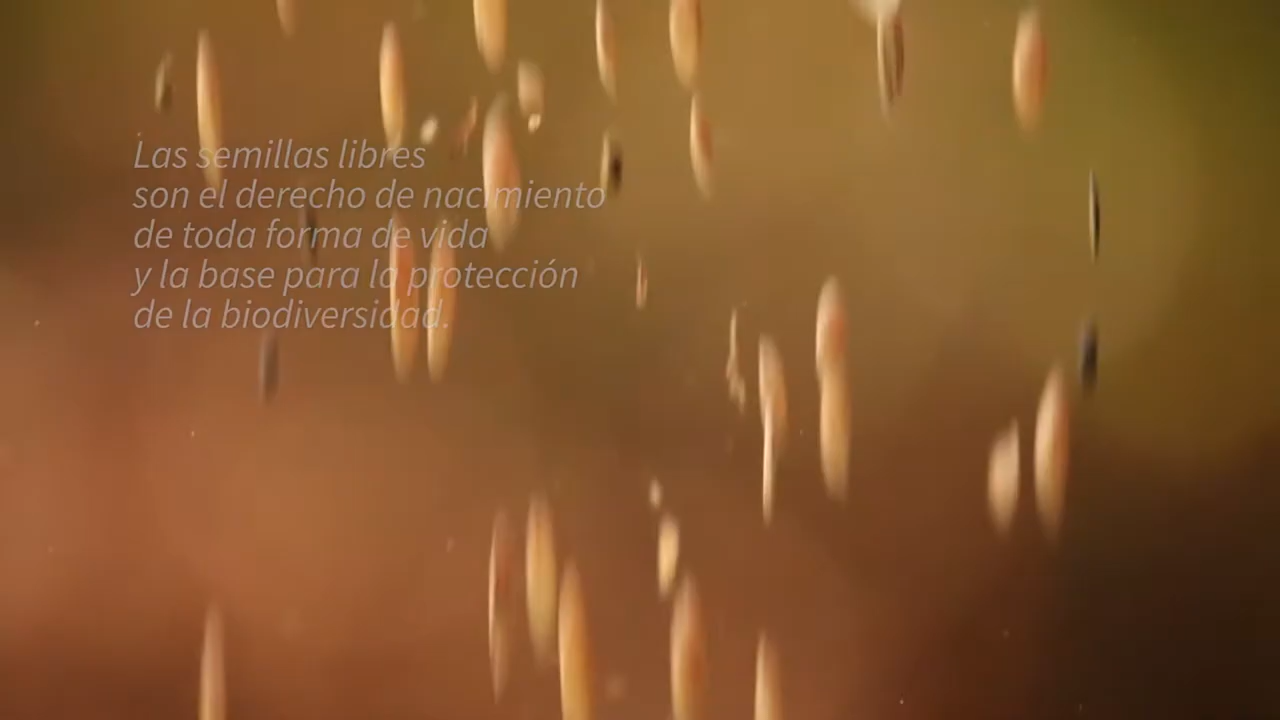 Las semillas libres
son el derecho de nacimiento
de toda forma de vida
y la base para la protección
de la biodiversidad.